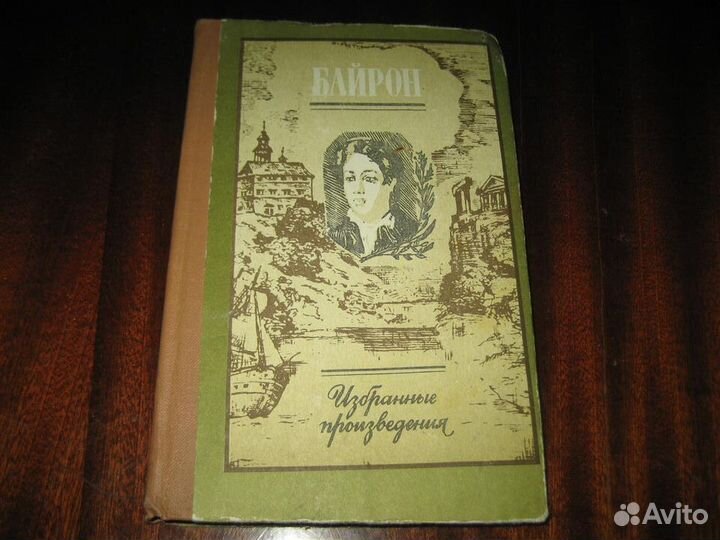 БАЙРОН
Избранные
произведения
Avito